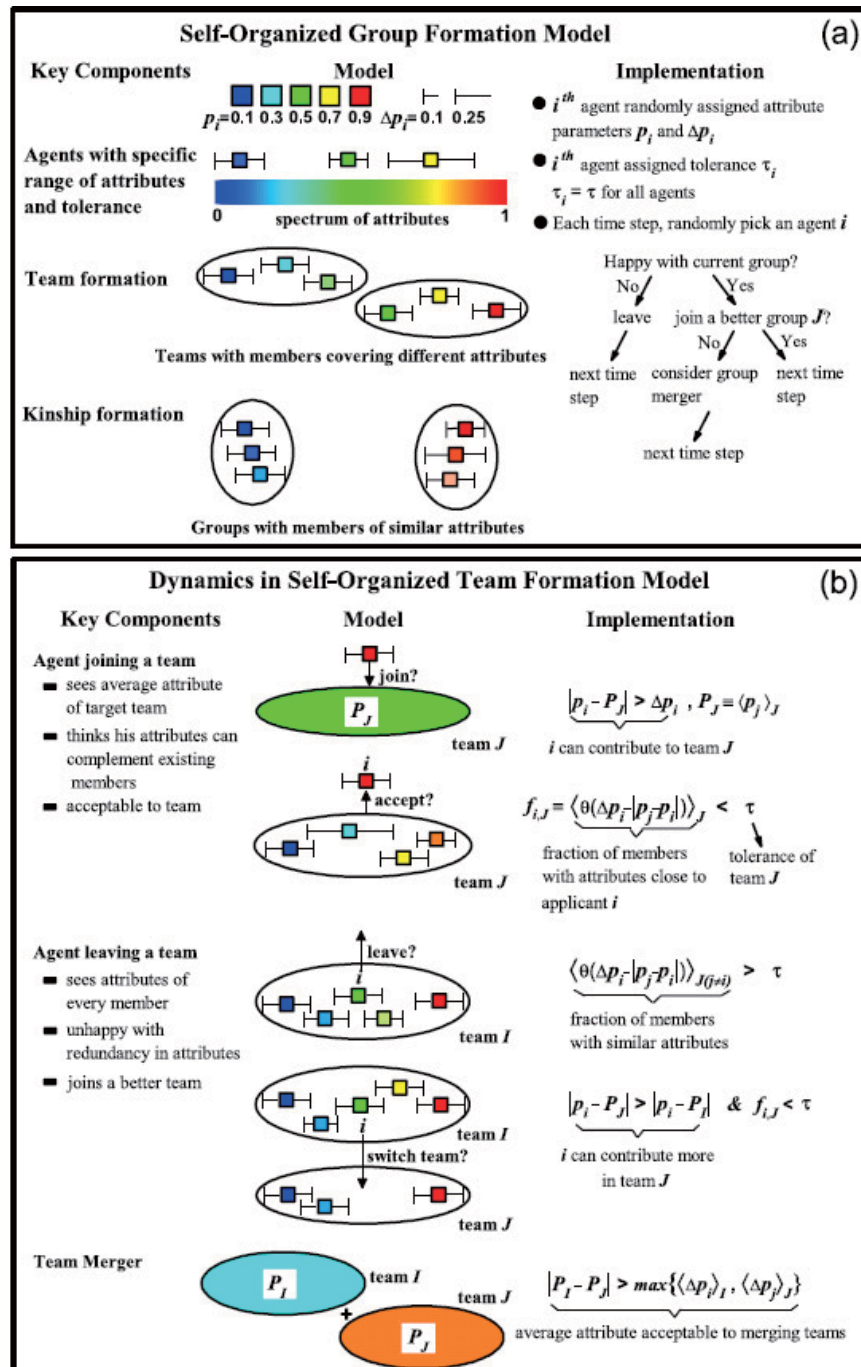 Self-Organized Group Formation Model
(a)
Key Components
Model
Implementation
p_i=0.1 0.3 0.5 0.7 0.9 Δp_i=0.1 0.25
Agents with specific
range of attributes
and tolerance
0
1
spectrum of attributes
● i^th agent randomly assigned attribute
parameters p_i and Δp_i
● i^th agent assigned tolerance τ_i
τ_i = τ for all agents
● Each time step, randomly pick an agent i
Team formation
Teams with members covering different attributes
Kinship formation
Groups with members of similar attributes
Happy with current group?
No Yes
leave join a better group J?
No Yes
next time
step
consider group
merger
next time
step
next time step
Dynamics in Self-Organized Team Formation Model
(b)
Key Components
Model
Implementation
Agent joining a team
sees average attribute
of target team
thinks his attributes can
complement existing
members
acceptable to team
join?
P_J
team J
i
accept?
team J
|p_i–P_J| > Δp_i , P_J ≡ ⟨p_j⟩_J
i can contribute to team J
f_{i,J} = ⟨θ(Δp_i-|p_j-p_i|)⟩_J < τ
fraction of members
with attributes close to
applicant i
tolerance of
team J
Agent leaving a team
sees attributes of
every member
unhappy with
redundancy in attributes
joins a better team
leave?
i
team I
i
team I
switch team?
team J
⟨θ(Δp_i-|p_j-p_i|)⟩_{J(j≠i)} > τ
fraction of members
with similar attributes
|p_i–P_J| > |p_i–P_I| & f_{i,J} < τ
i can contribute more
in team J
Team Merger
P_I
team I
+
P_J
team J
|P_I–P_J| > max{⟨Δp_i⟩_I , ⟨Δp_j⟩_J}
average attribute acceptable to merging teams